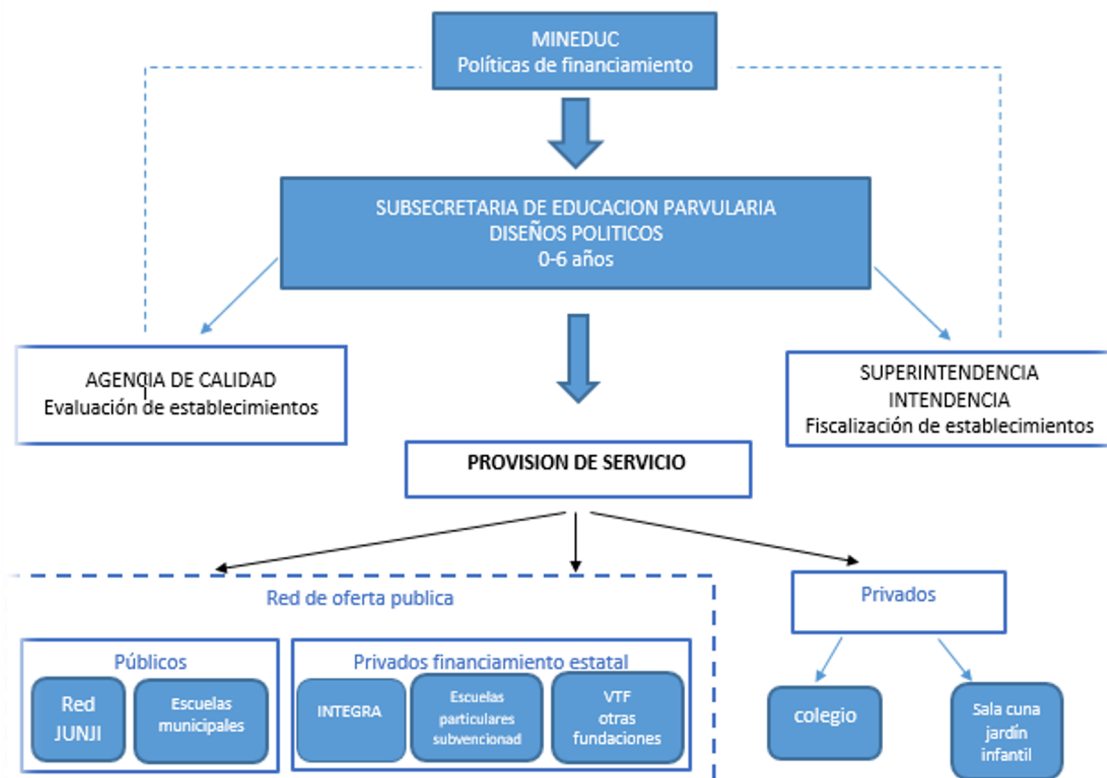 MINEDUC
Políticas de financiamiento
SUBSECRETARIA DE EDUCACION PARVULARIA
DISEÑOS POLITICOS
0-6 años
AGENCIA DE CALIDAD
Evaluación de establecimientos
SUPERINTENDENCIA
INTENDENCIA
Fiscalización de establecimientos
PROVISION DE SERVICIO
Red de oferta publica
Privados
Públicos
Privados financiamiento estatal
Red
JUNJI
Escuelas
municipales
INTEGRA
Escuelas
particulares
subvencionad
VTF
otras
fundaciones
colegio
Sala cuna
jardín
infantil